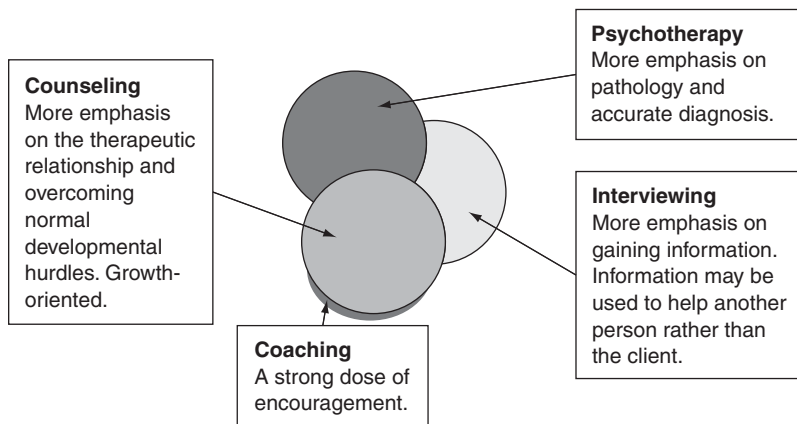 Counseling
More emphasis
on the therapeutic
relationship and
overcoming
normal
developmental
hurdles. Growth-
oriented.
Psychotherapy
More emphasis on
pathology and
accurate diagnosis.
Interviewing
More emphasis on
gaining information.
Information may be
used to help another
person rather than
the client.
Coaching
A strong dose of
encouragement.